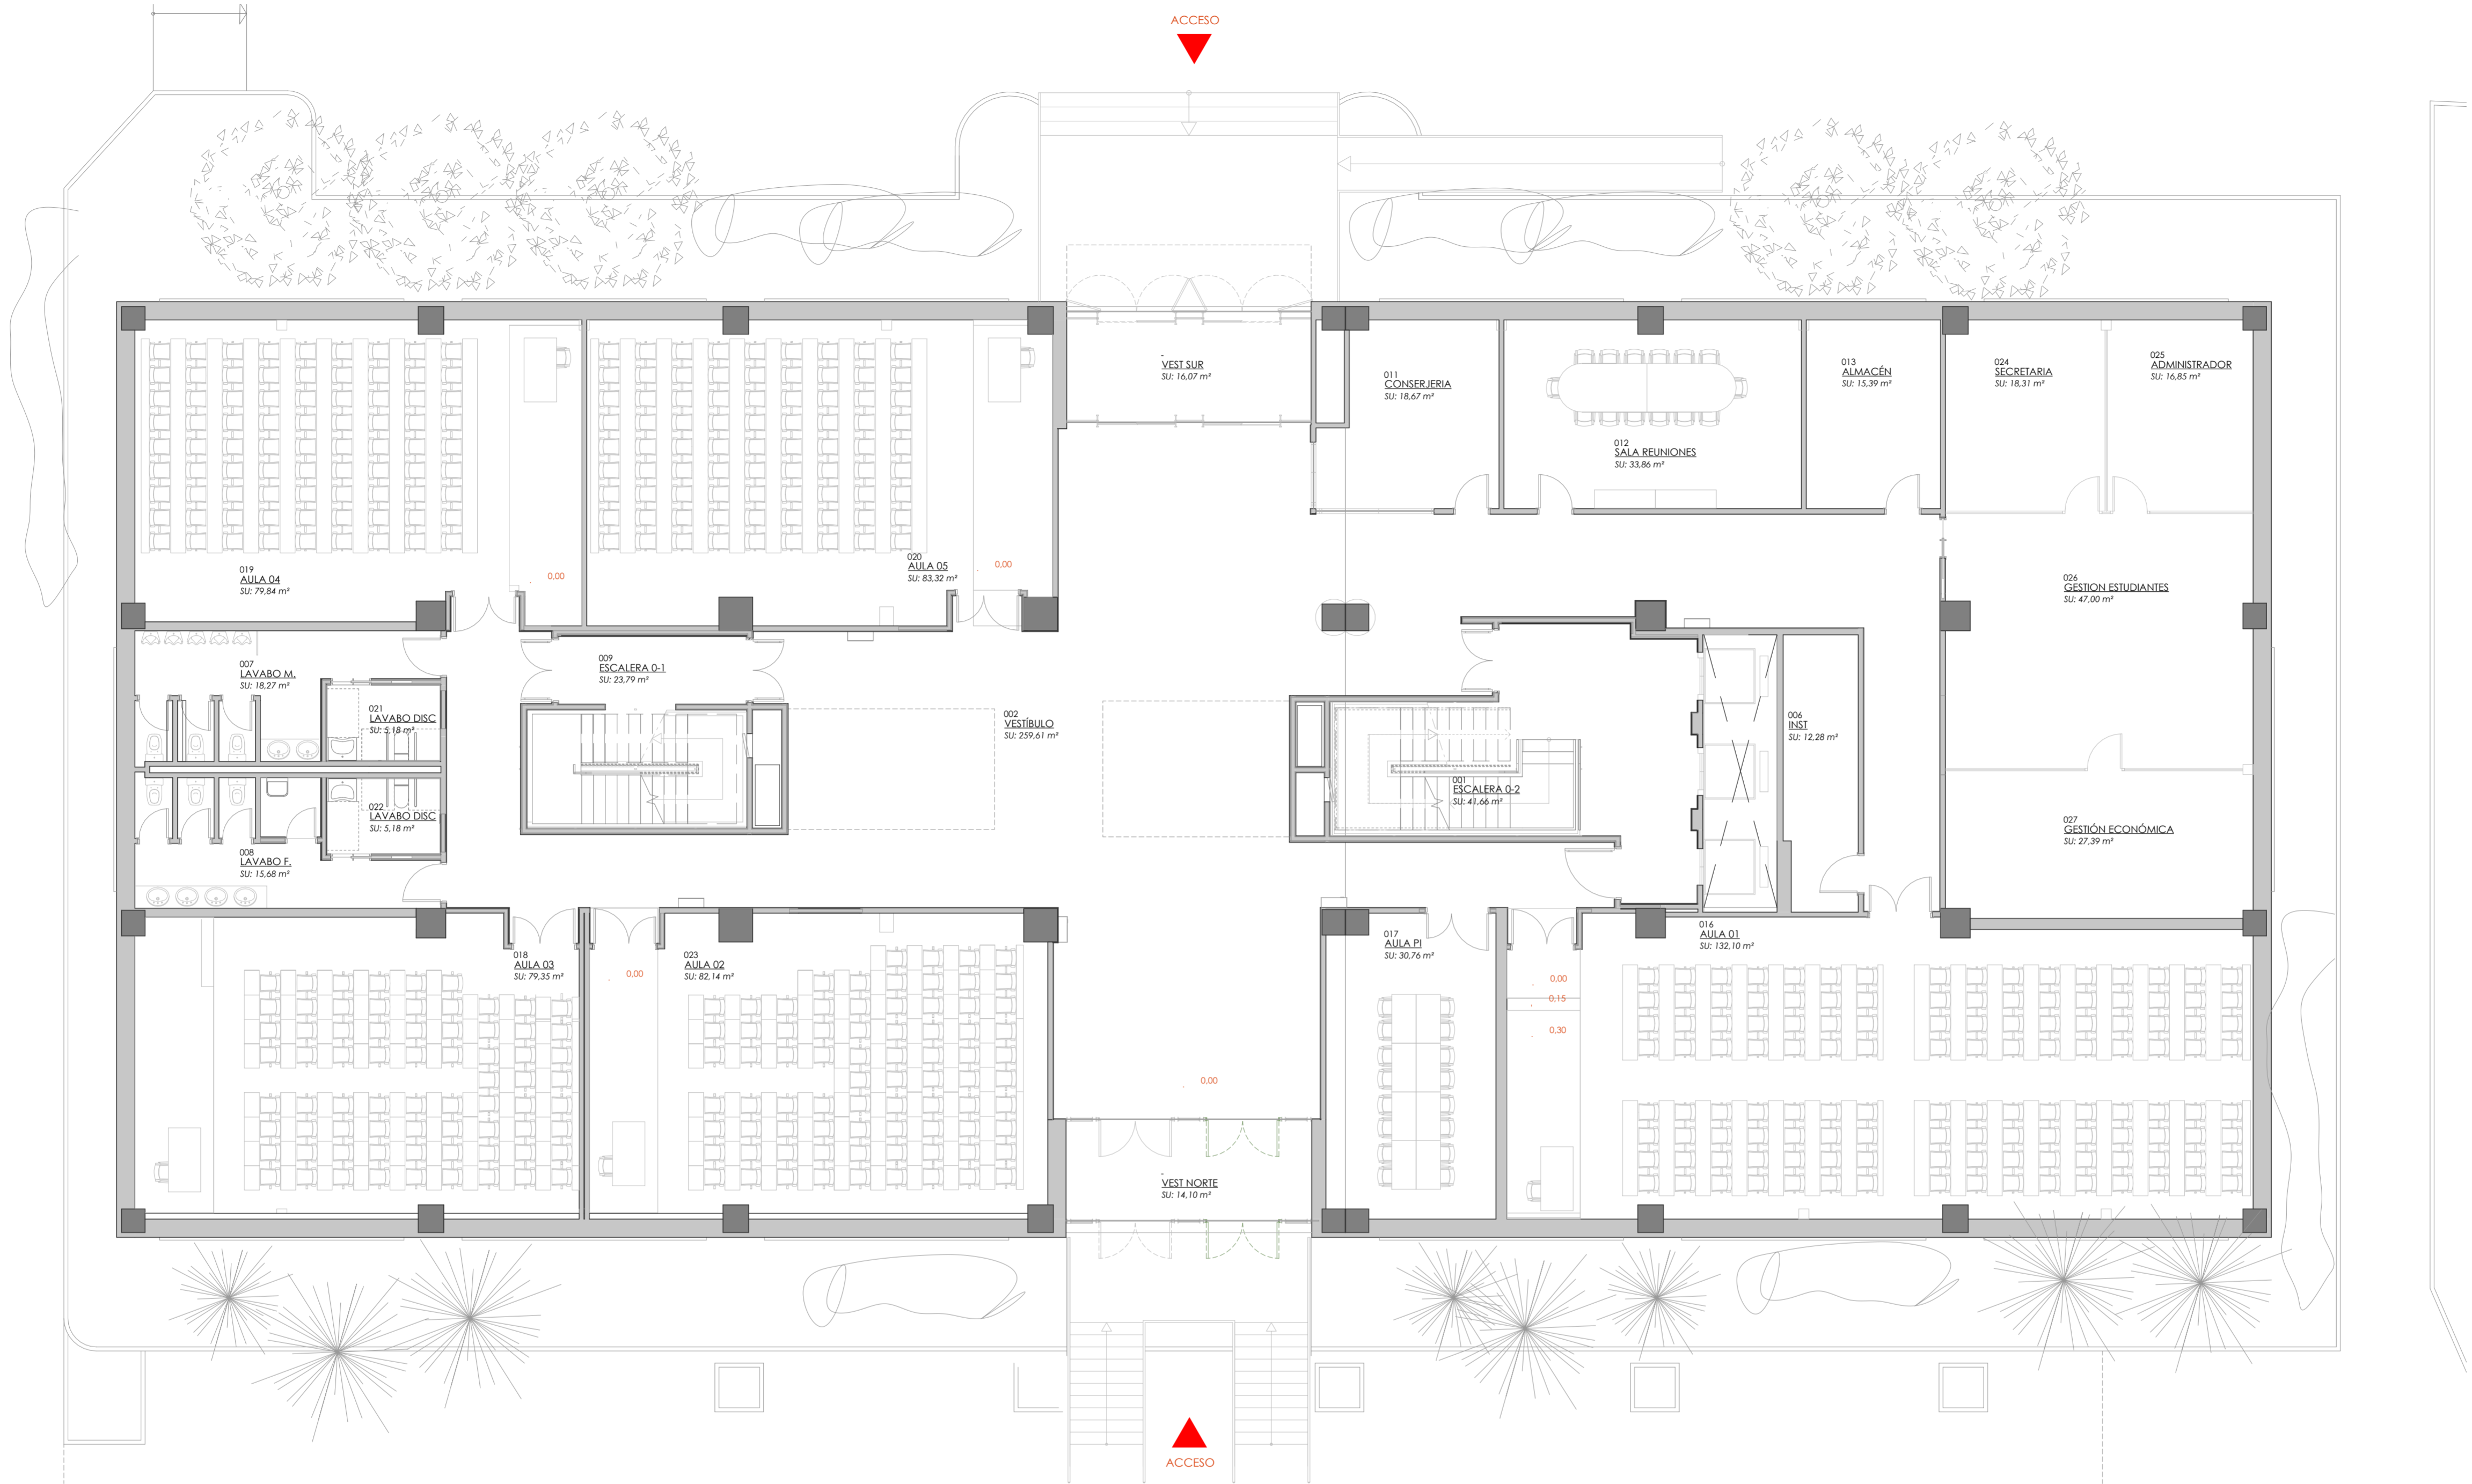 ACCESO
-
VEST SUR
SU: 16,07 m²
011
CONSERJERIA
SU: 18,67 m²
012
SALA REUNIONES
SU: 33,86 m²
013
ALMACÉN
SU: 15,39 m²
024
SECRETARIA
SU: 18,31 m²
025
ADMINISTRADOR
SU: 16,85 m²
019
AULA 04
SU: 79,84 m²
0,00
020
AULA 05
SU: 83,32 m²
0,00
026
GESTION ESTUDIANTES
SU: 47,00 m²
007
LAVABO M.
SU: 18,27 m²
009
ESCALERA 0-1
SU: 23,79 m²
021
LAVABO DISC
SU: 5,18 m²
002
VESTÍBULO
SU: 259,61 m²
006
INST
SU: 12,28 m²
001
ESCALERA 0-2
SU: 41,66 m²
022
LAVABO DISC
SU: 5,18 m²
008
LAVABO F.
SU: 15,68 m²
027
GESTIÓN ECONÓMICA
SU: 27,39 m²
018
AULA 03
SU: 79,35 m²
0,00
023
AULA 02
SU: 82,14 m²
017
AULA PI
SU: 30,76 m²
016
AULA 01
SU: 132,10 m²
0,00
0,15
0,30
0,00
-
VEST NORTE
SU: 14,10 m²
ACCESO